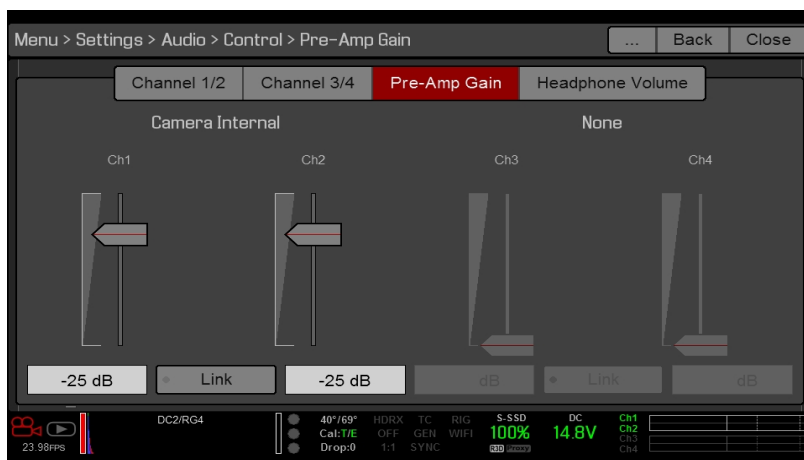 Menu > Settings > Audio > Control > Pre-Amp Gain ... Back Close
Channel 1/2 Channel 3/4 Pre-Amp Gain Headphone Volume
Camera Internal None
Ch1 Ch2 Ch3 Ch4
-25 dB Link -25 dB dB Link dB
DC2/RG4 40°/69° HDRX TC RIG S-SSD DC Ch1
Cal:T/E OFF GEN WIFI 100% 14.8V Ch2
23.98FPS Drop:0 1:1 SYNC R3D Proxy Ch3
Ch4